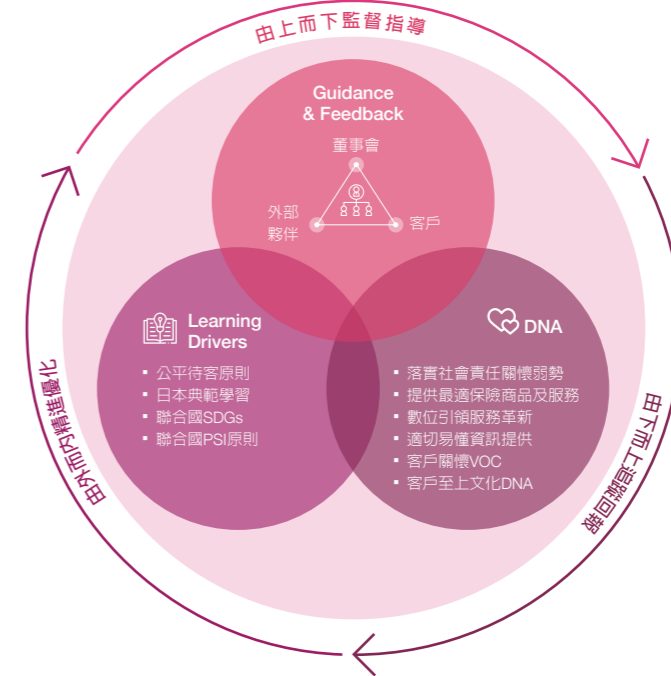 由上而下監督指導
Guidance
& Feedback
董事會
外部
夥伴
客戶
Learning
Drivers
▪ 公平待客原則
▪ 日本典範學習
▪ 聯合國SDGs
▪ 聯合國PSI原則
DNA
▪ 落實社會責任關懷弱勢
▪ 提供最適保險商品及服務
▪ 數位引領服務革新
▪ 適切易懂資訊提供
▪ 客戶關懷VOC
▪ 客戶至上文化DNA
由外而內精進優化
由下而上追蹤回報